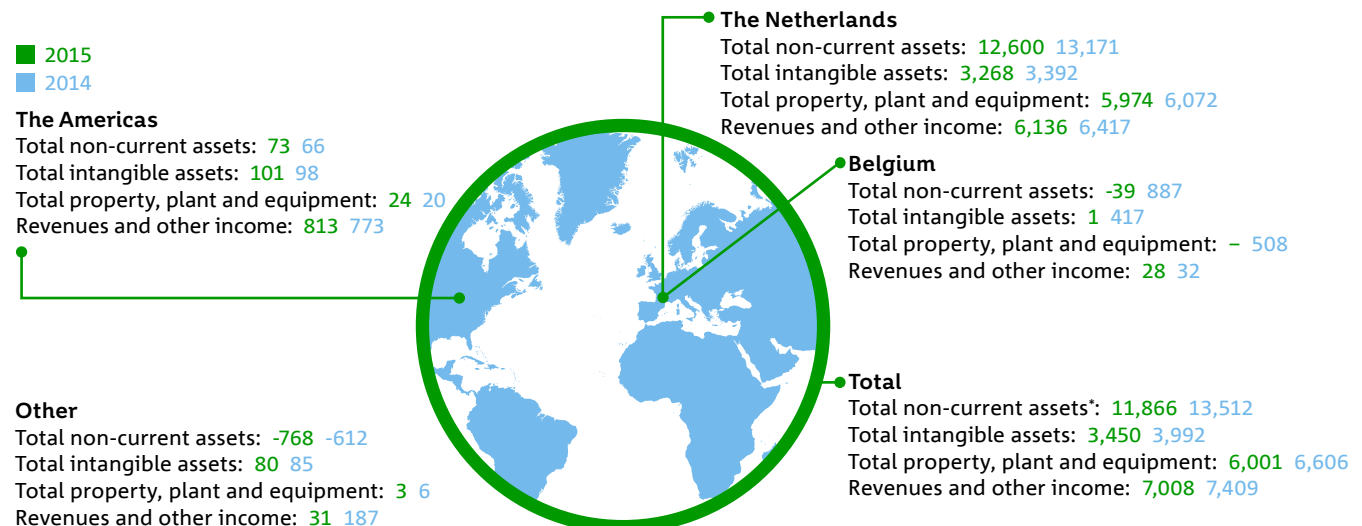 2015
2014
The Americas
Total non-current assets: 73 66
Total intangible assets: 101 98
Total property, plant and equipment: 24 20
Revenues and other income: 813 773
Other
Total non-current assets: -768 -612
Total intangible assets: 80 85
Total property, plant and equipment: 3 6
Revenues and other income: 31 187
The Netherlands
Total non-current assets: 12,600 13,171
Total intangible assets: 3,268 3,392
Total property, plant and equipment: 5,974 6,072
Revenues and other income: 6,136 6,417
Belgium
Total non-current assets: -39 887
Total intangible assets: 1 417
Total property, plant and equipment: – 508
Revenues and other income: 28 32
Total
Total non-current assets*: 11,866 13,512
Total intangible assets: 3,450 3,992
Total property, plant and equipment: 6,001 6,606
Revenues and other income: 7,008 7,409